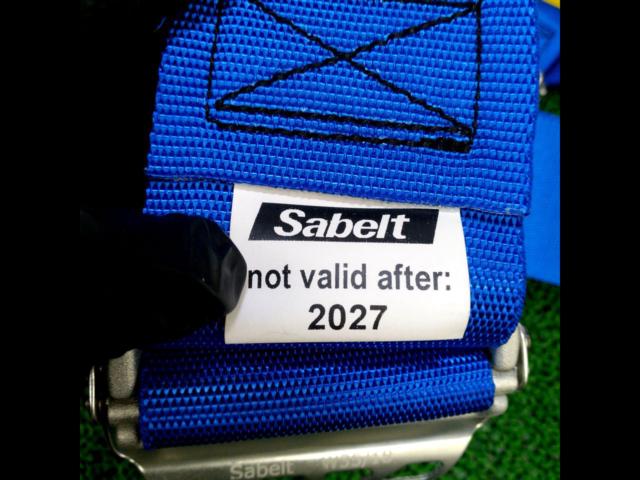 Sabelt
not valid after:
2027
Sabelt